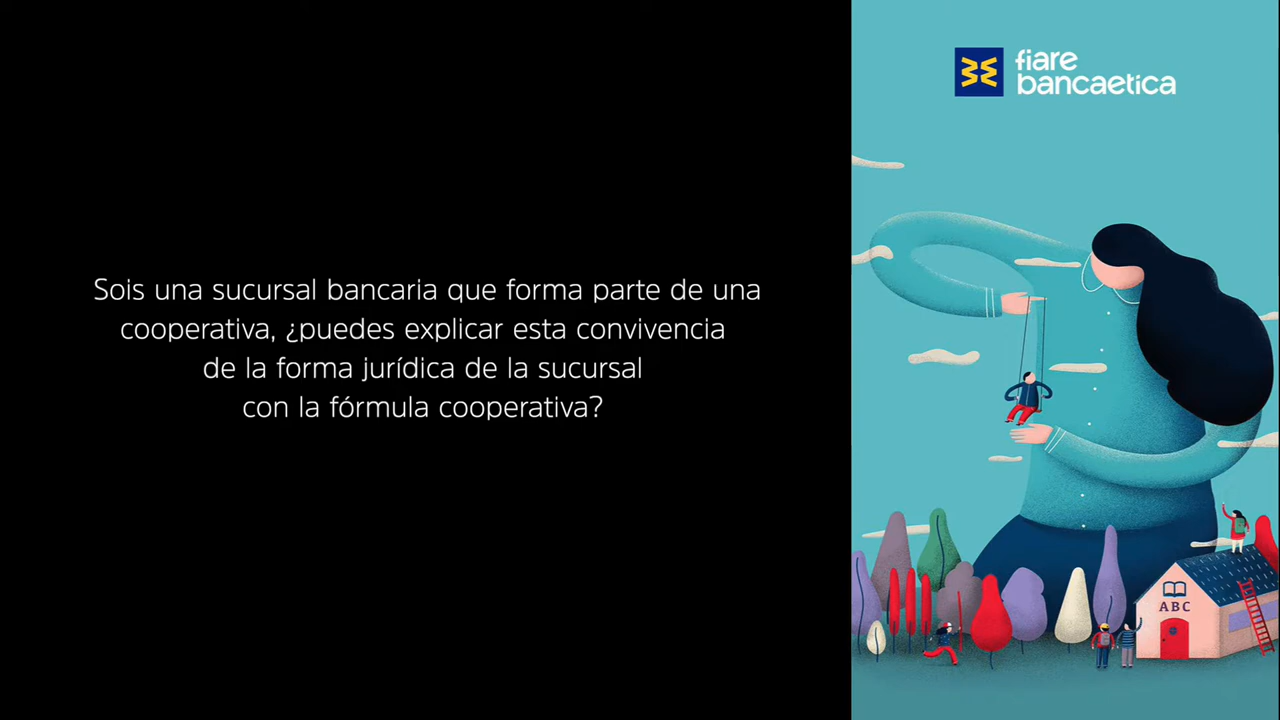 Sois una sucursal bancaria que forma parte de una
cooperativa, ¿puedes explicar esta convivencia
de la forma jurídica de la sucursal
con la fórmula cooperativa?
fiare
bancaetica
ABC